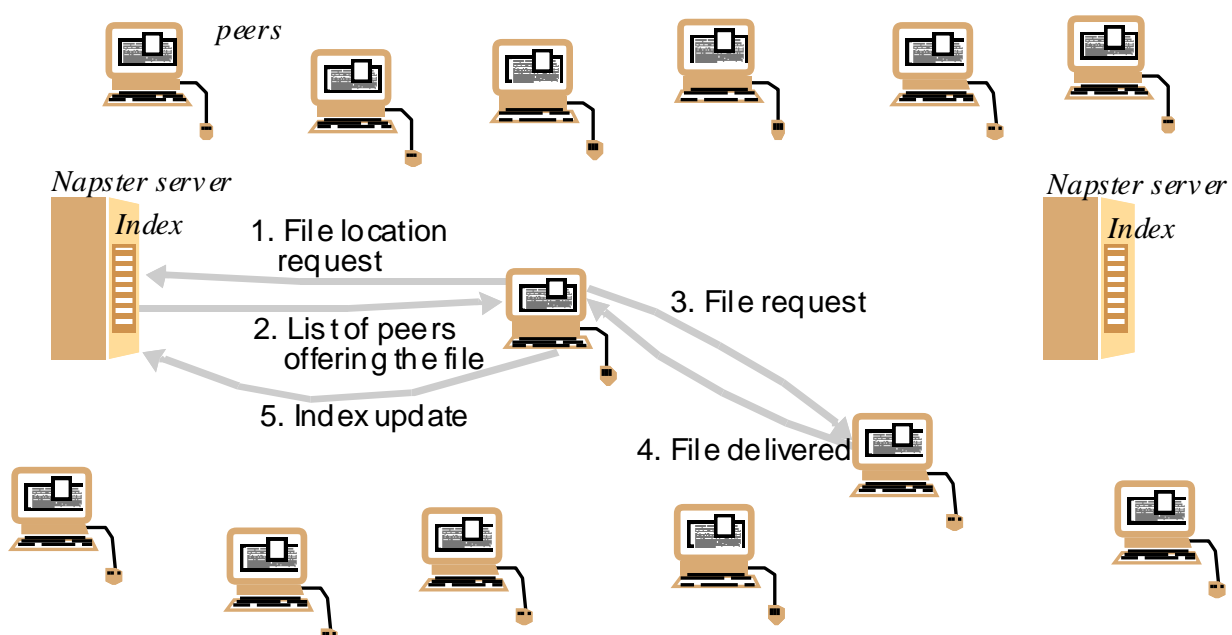 peers
Napster server
Index
Napster server
Index
1. File location
request
2. List of peers
offering the file
3. File request
5. Index update
4. File delivered